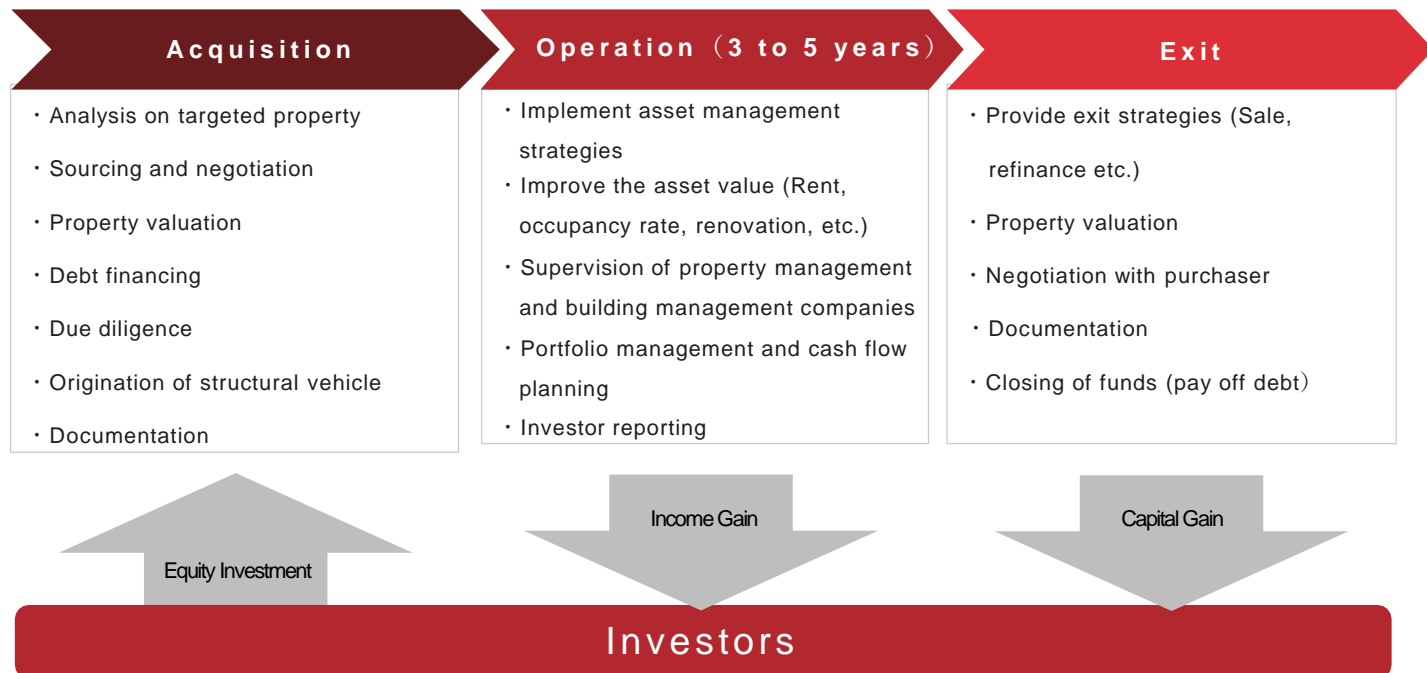 Acquisition
・Analysis on targeted property
・Sourcing and negotiation
・Property valuation
・Debt financing
・Due diligence
・Origination of structural vehicle
・Documentation
Operation（3 to 5 years）
・Implement asset management
strategies
・Improve the asset value (Rent,
occupancy rate, renovation, etc.)
・Supervision of property management
and building management companies
・Portfolio management and cash flow
planning
・Investor reporting
Exit
・Provide exit strategies (Sale,
refinance etc.)
・Property valuation
・Negotiation with purchaser
・Documentation
・Closing of funds (pay off debt）
Equity Investment
Income Gain
Capital Gain
Investors